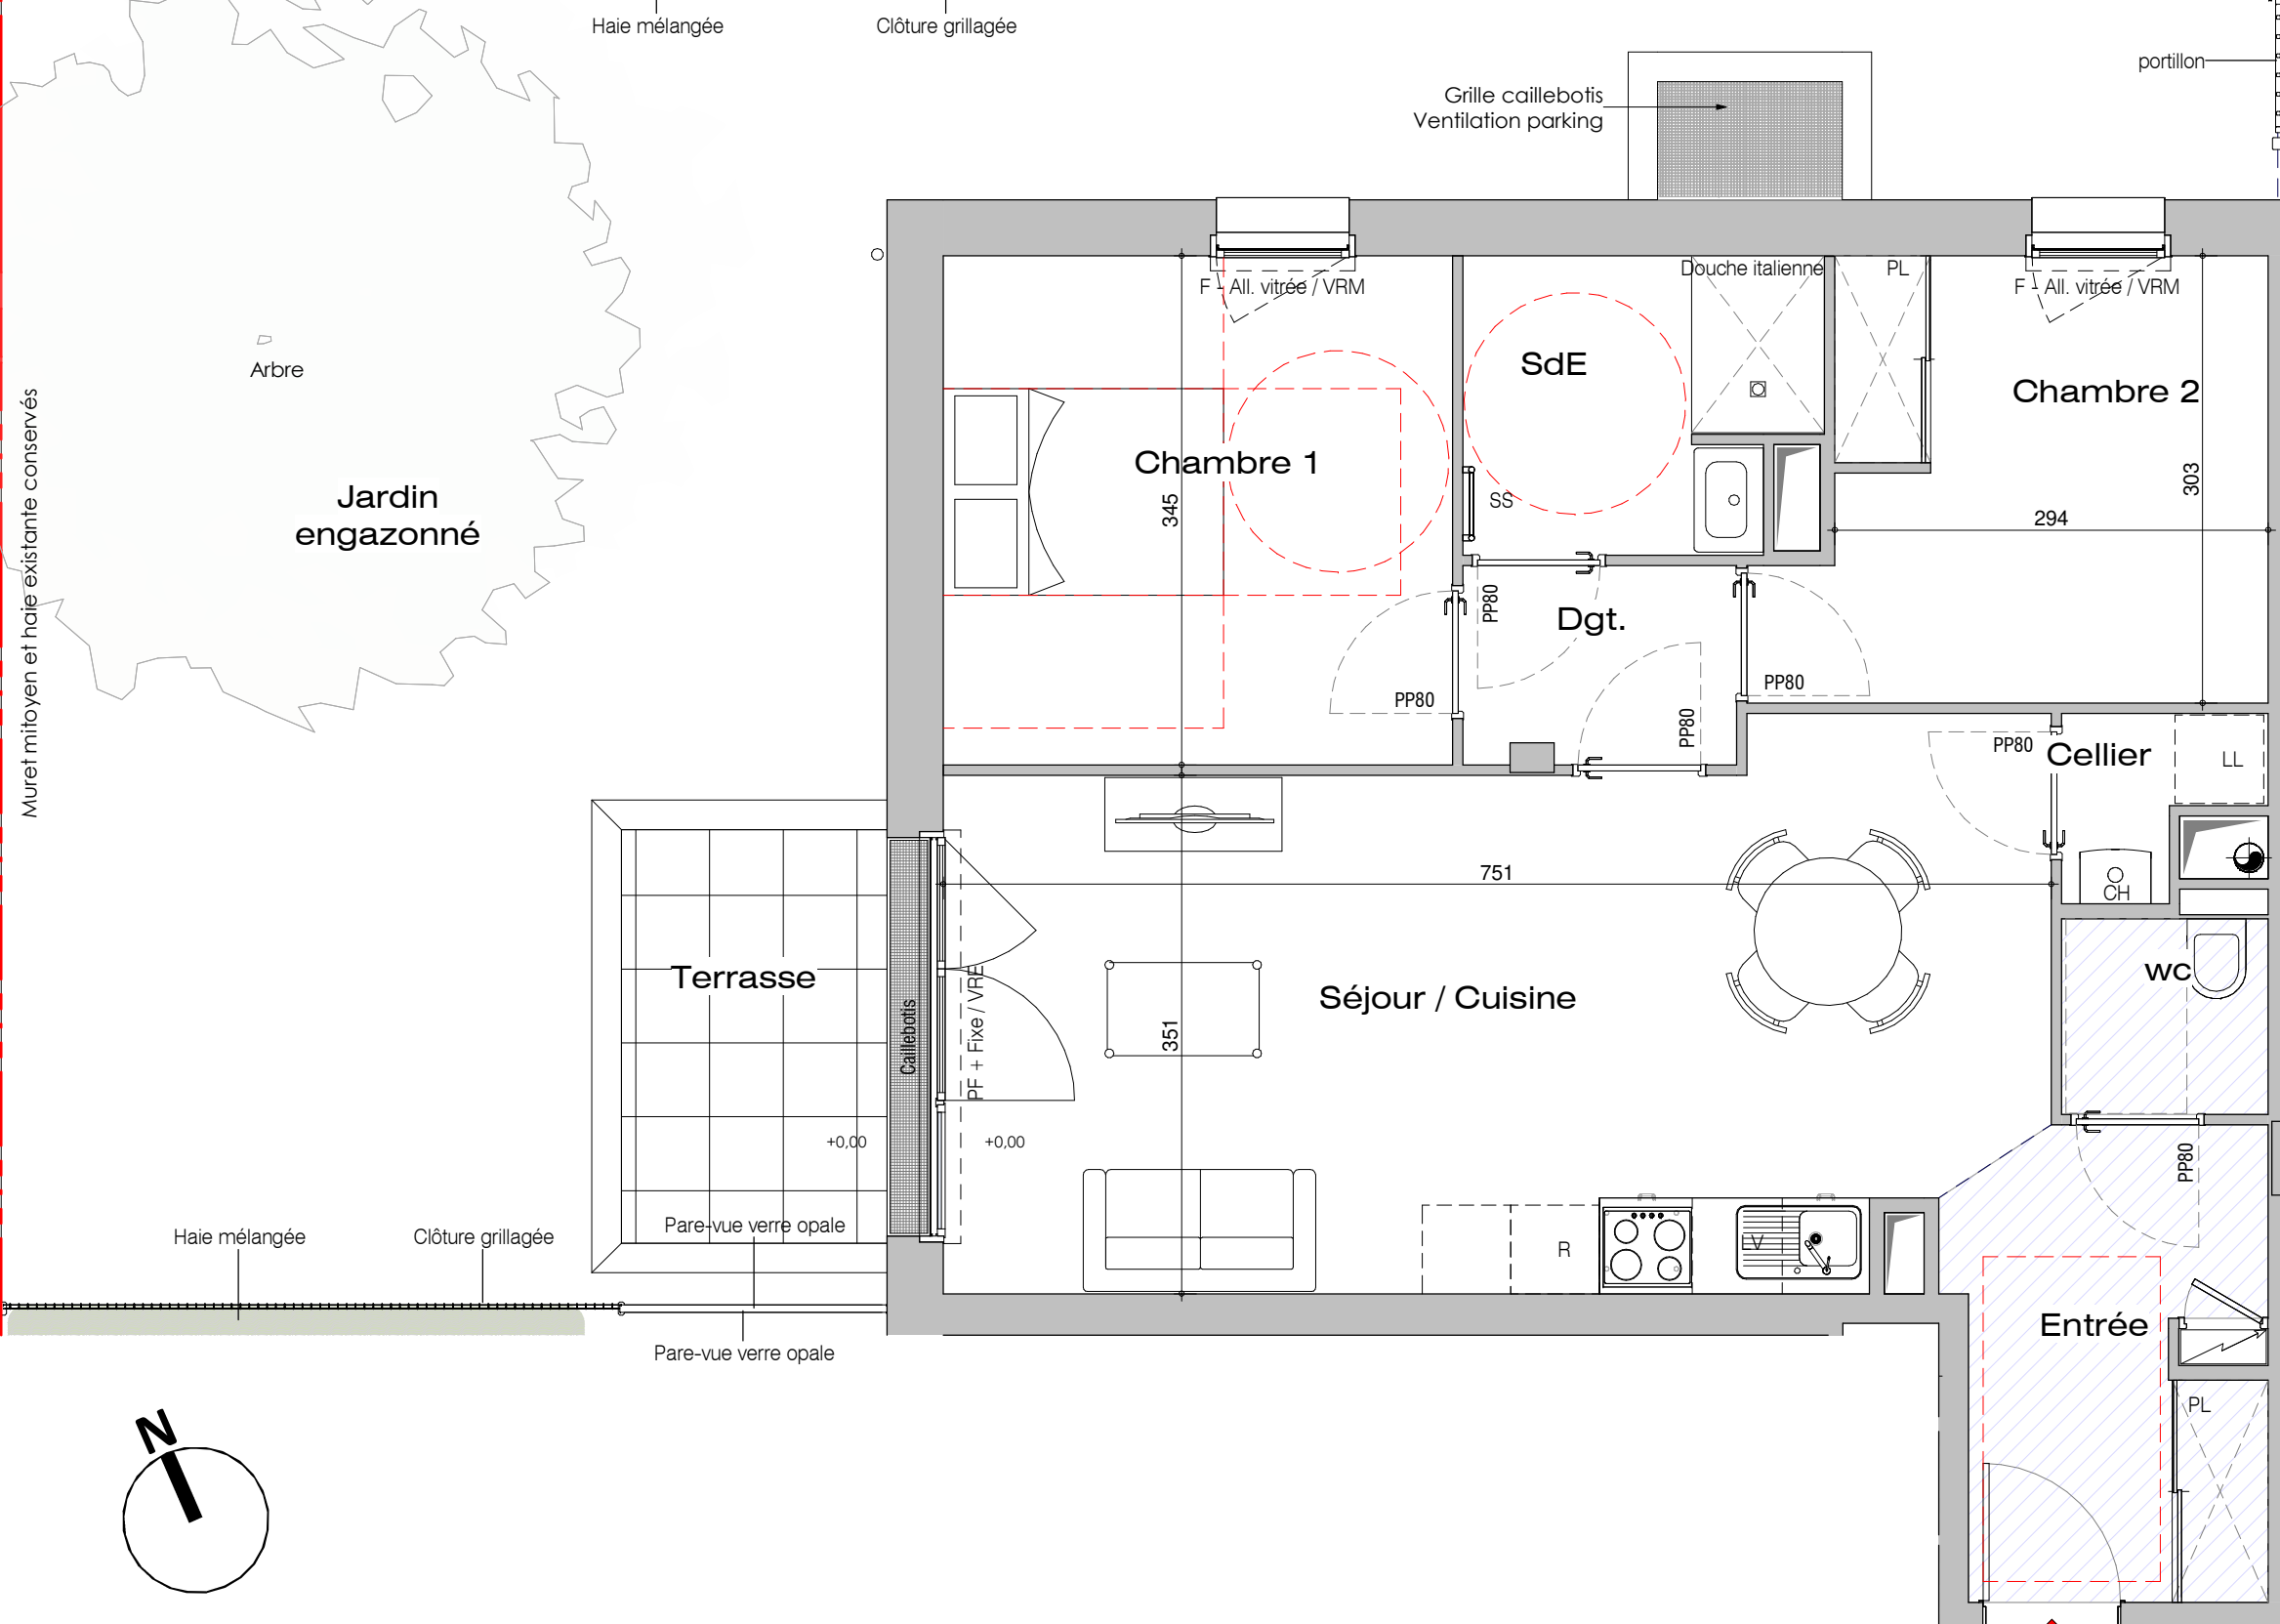 Haie mélangée
Clôture grillagée
portillon
Grille caillebotis
Ventilation parking
Douche italienne
PL
F - All. vitrée / VRM
F - All. vitrée / VRM
Arbre
SdE
Chambre 2
Muret mitoyen et haie existante conservés
Chambre 1
345
303
Jardin
engazonné
SS
294
PP80
Dgt.
PP80
PP80
PP80
PP80
Cellier
LL
751
CH
Terrasse
Caillebotis
PF + Fixe / VRE
351
Séjour / Cuisine
wc
+0,00
+0,00
PP80
Haie mélangée
Clôture grillagée
Pare-vue verre opale
R
LV
Entrée
Pare-vue verre opale
PL
N